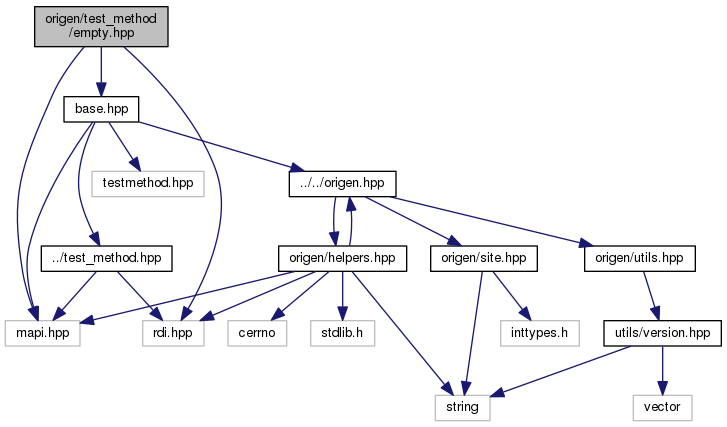 origen/test_method
/empty.hpp
base.hpp
testmethod.hpp
../../origen.hpp
../test_method.hpp
origen/helpers.hpp
origen/site.hpp
origen/utils.hpp
mapi.hpp
rdi.hpp
cerrno
stdlib.h
inttypes.h
utils/version.hpp
string
vector